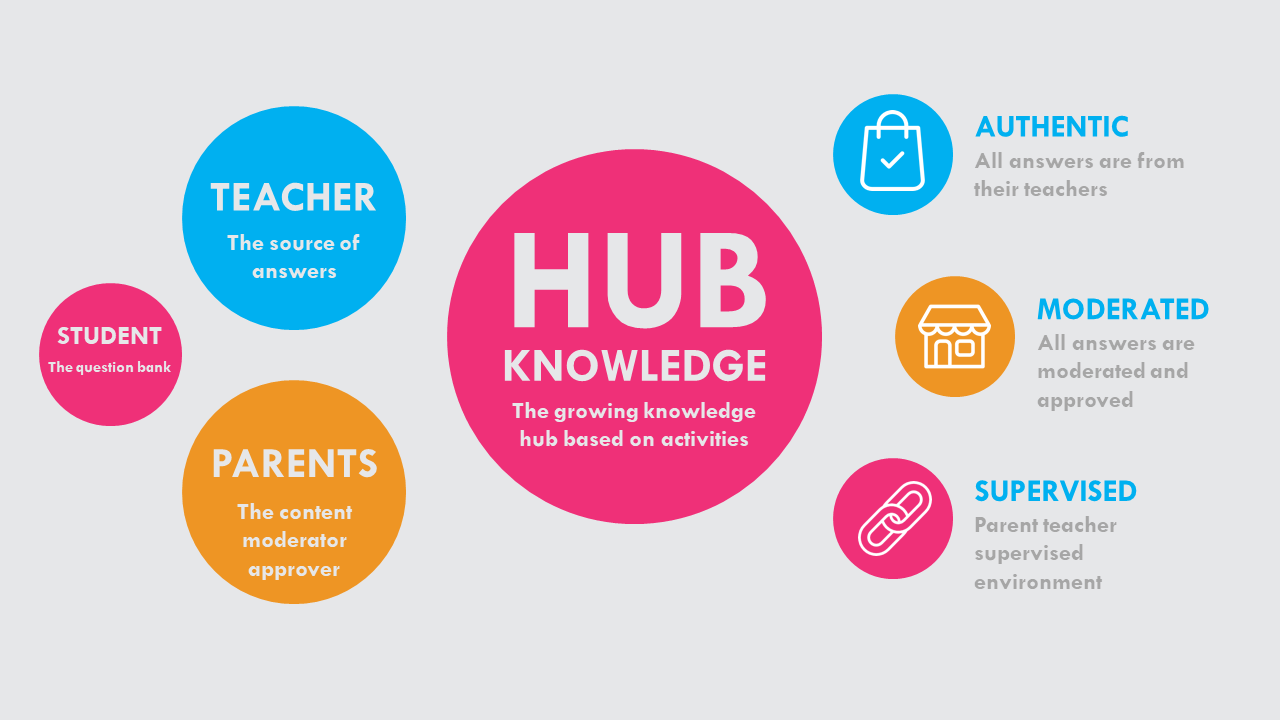 STUDENT
The question bank
TEACHER
The source of
answers
PARENTS
The content
moderator
approver
HUB
KNOWLEDGE
The growing knowledge
hub based on activities
AUTHENTIC
All answers are from
their teachers
MODERATED
All answers are
moderated and
approved
SUPERVISED
Parent teacher
supervised
environment